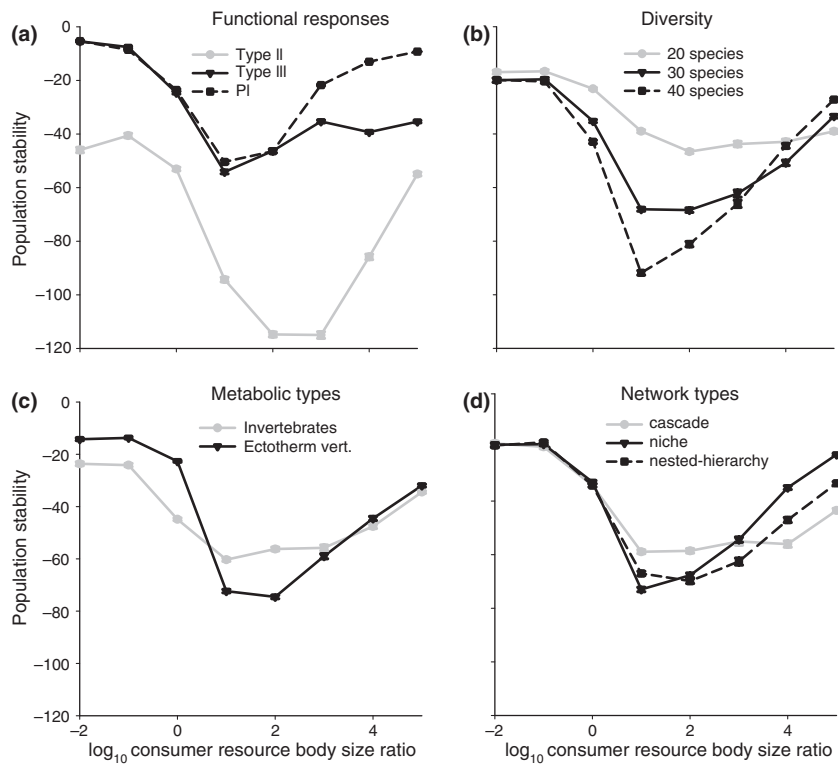 Functional responses
(a)
0
−20
−40
−60
−80
−100
−120
Population stability
Type II
Type III
PI
Diversity
(b)
20 species
30 species
40 species
Metabolic types
(c)
0
−20
−40
−60
−80
−100
−120
Population stability
Invertebrates
Ectotherm vert.
−2 0 2 4
log10 consumer resource body size ratio
Network types
(d)
cascade
niche
nested-hierarchy
−2 0 2 4
log10 consumer resource body size ratio